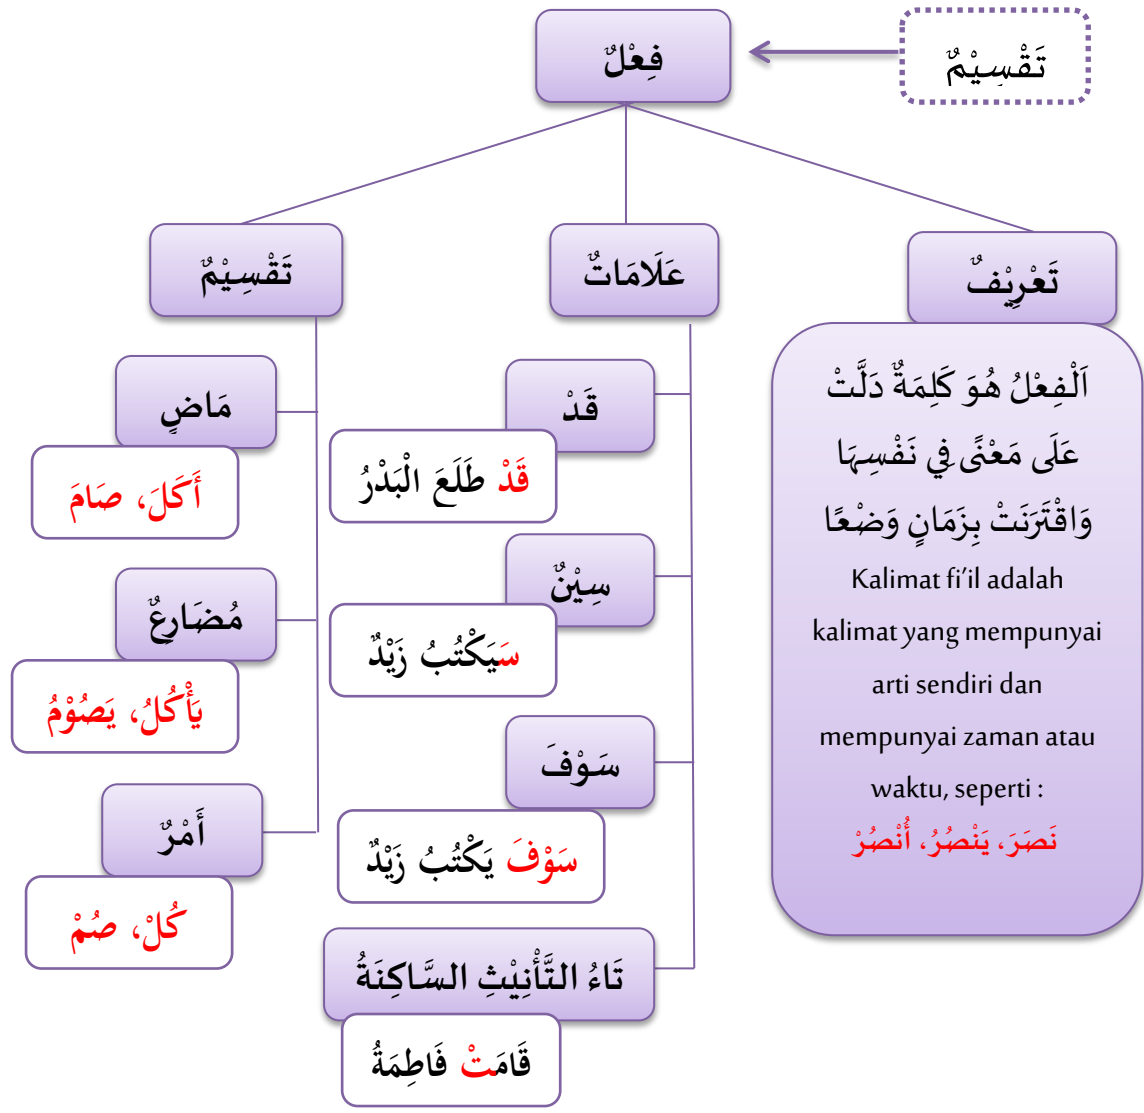 فِعْلٌ
تَقْسِيْمٌ
تَعْرِيْفٌ
اَلْفِعْلُ هُوَ كَلِمَةٌ دَلَّتْ
عَلَى مَعْنًى فِي نَفْسِهَا
وَاقْتَرَنَتْ بِزَمَانٍ وَضْعًا
Kalimat fi’il adalah
kalimat yang mempunyai
arti sendiri dan
mempunyai zaman atau
waktu, seperti :
نَصَرَ، يَنْصُرُ، أُنْصُرْ
عَلَامَاتٌ
قَدْ
قَدْ طَلَعَ الْبَدْرُ
سِيْنٌ
سَيَكْتُبُ زَيْدٌ
سَوْفَ
سَوْفَ يَكْتُبُ زَيْدٌ
تَاءُ التَّأْنِيْثِ السَّاكِنَةُ
قَامَتْ فَاطِمَةُ
تَقْسِيْمٌ
مَاضٍ
أَكَلَ، صَامَ
مُضَارِعٌ
يَأْكُلُ، يَصُوْمُ
أَمْرٌ
كُلْ، صُمْ